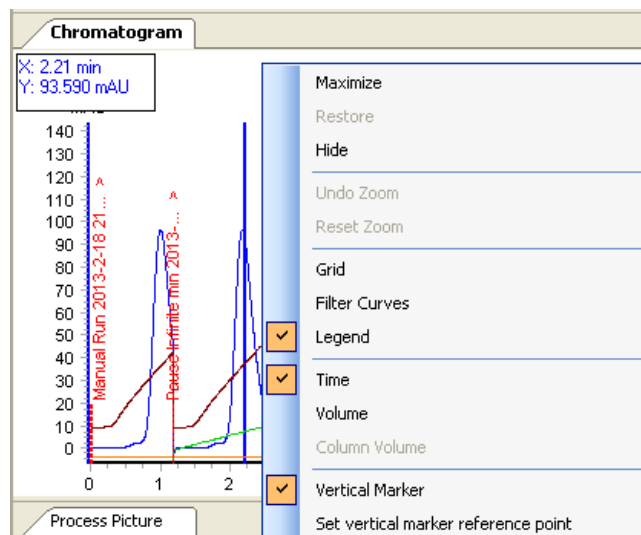 Chromatogram
X: 2.21 min
Y: 93.590 mAU
140
130
120
110
100
90
80
70
60
50
40
30
20
10
0
0
1
2
Manual Run 2013-2-18 21...
Pause Infinite min 2013-...
Maximize
Restore
Hide
Undo Zoom
Reset Zoom
Grid
Filter Curves
Legend
Time
Volume
Column Volume
Vertical Marker
Set vertical marker reference point
Process Picture